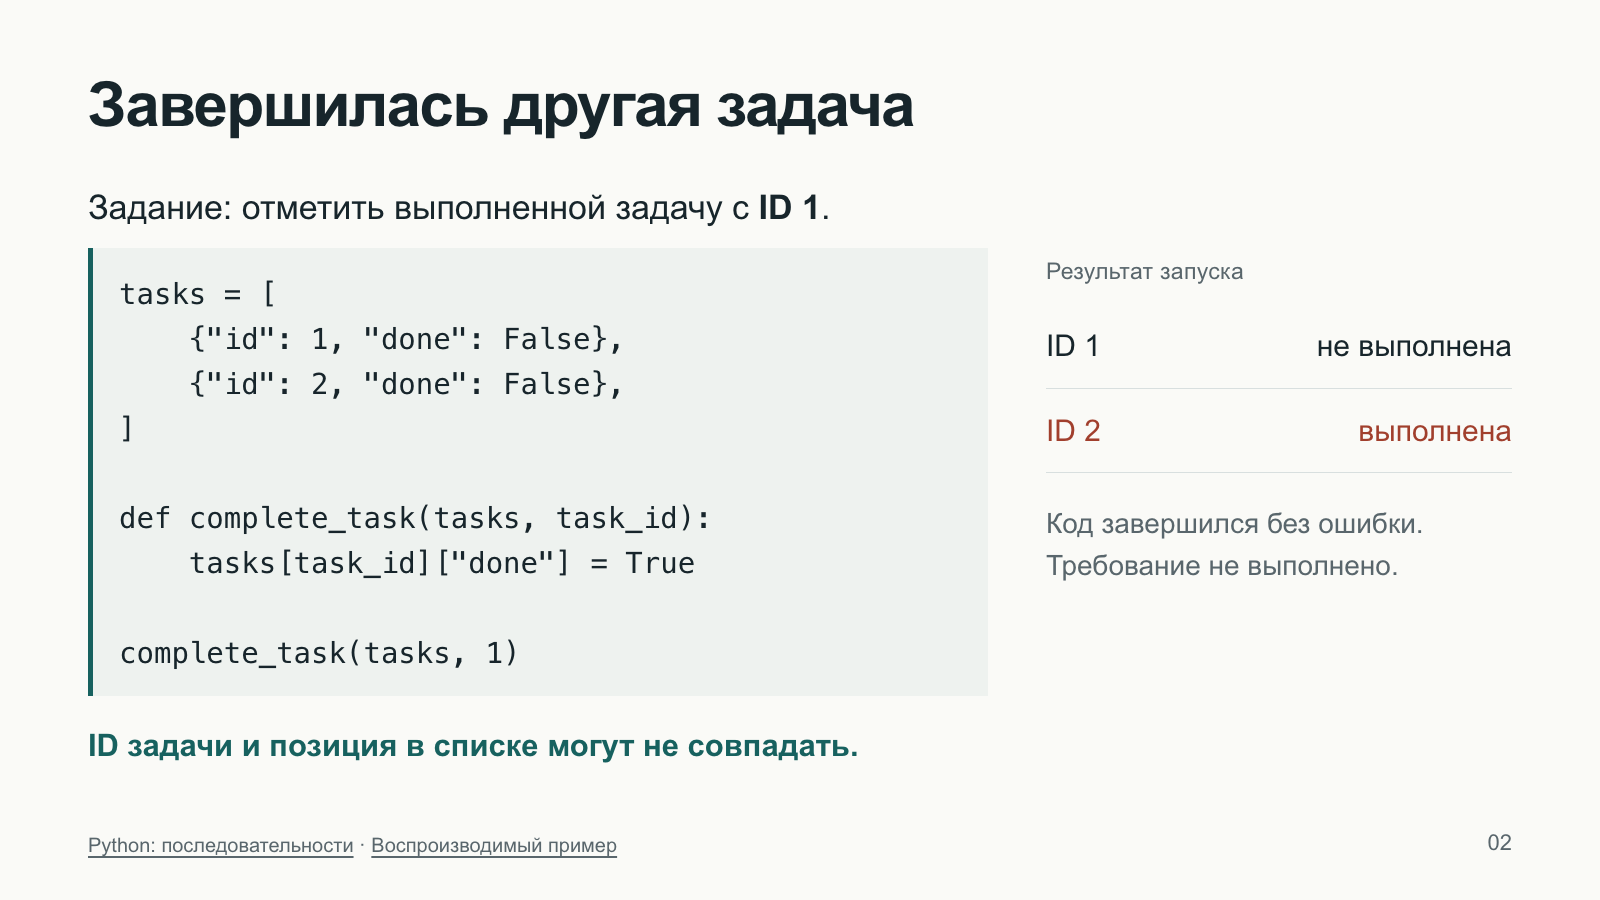 Завершилась другая задача
Задание: отметить выполненной задачу с ID 1.
tasks = [
    {"id": 1, "done": False},
    {"id": 2, "done": False},
]
def complete_task(tasks, task_id):
    tasks[task_id]["done"] = True
complete_task(tasks, 1)
Результат запуска
ID 1 не выполнена
ID 2 выполнена
Код завершился без ошибки.
Требование не выполнено.
ID задачи и позиция в списке могут не совпадать.
Python: последовательности · Воспроизводимый пример
02